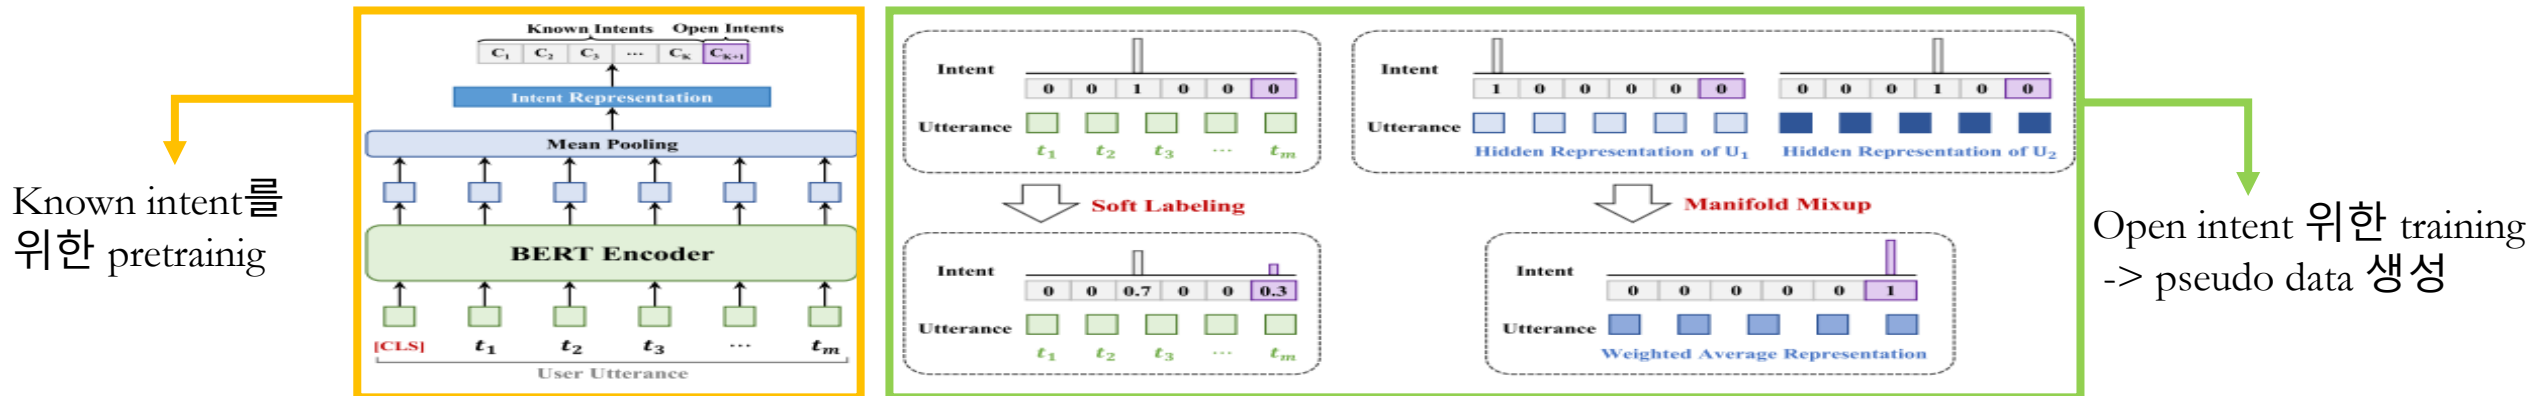 Known intent를
위한 pretrainig
Known Intents Open Intents
C1 C2 C3 ... CK CK+1
Intent Representation
Mean Pooling
BERT Encoder
[CLS] t1 t2 t3 ... tm
User Utterance
Intent
0 0 1 0 0 0
Utterance
t1 t2 t3 ... tm
Soft Labeling
Intent
0 0 0.7 0 0 0.3
Utterance
t1 t2 t3 ... tm
Intent
1 0 0 0 0 0 0 0 0 1 0 0
Utterance
Hidden Representation of U1 Hidden Representation of U2
Manifold Mixup
Intent
0 0 0 0 0 1
Utterance
Weighted Average Representation
Open intent 위한 training
-> pseudo data 생성